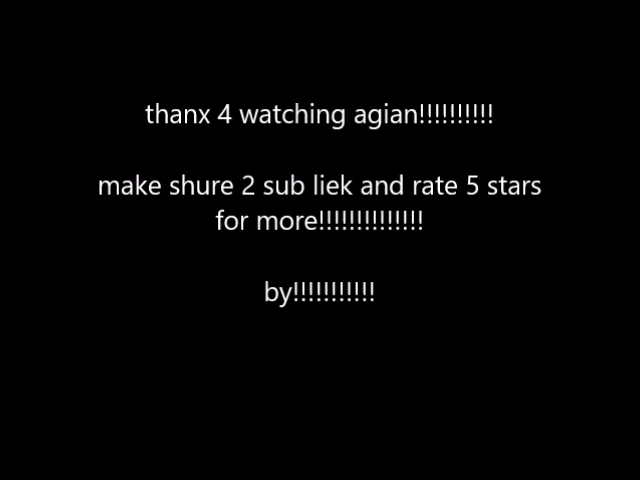 thanx 4 watching agian!!!!!!!!!!
make shure 2 sub liek and rate 5 stars
for more!!!!!!!!!!!!!!
by!!!!!!!!!!!